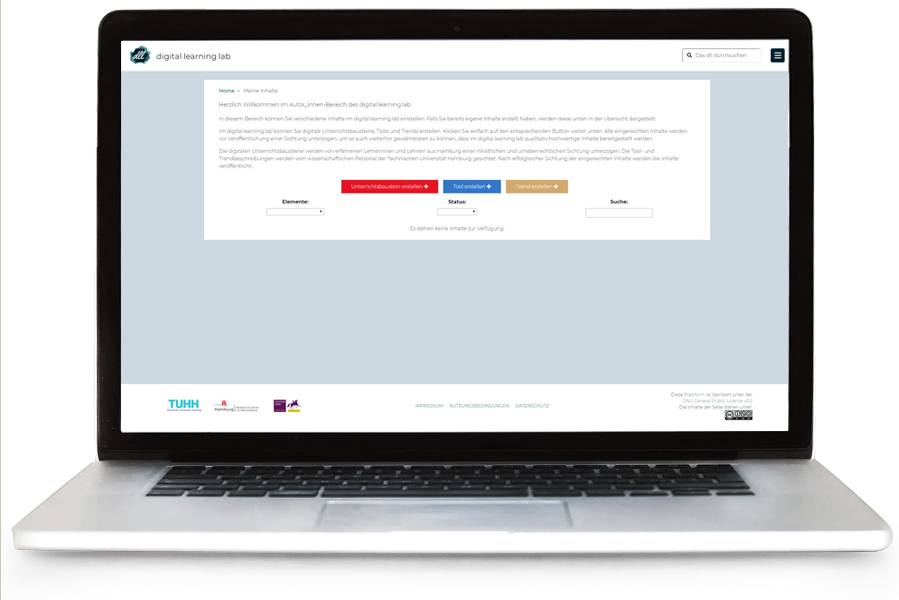 dll digital learning lab
Das dll durchsuchen
Home » Meine Inhalte
Herzlich Willkommen im Autor_innen-Bereich des digital.learning.lab
In diesem Bereich können Sie verschiedene Inhalte im digital.learning.lab einstellen. Falls Sie bereits eigene Inhalte erstellt haben, werden diese unten in der Übersicht dargestellt.
Im digital.learning.lab können Sie digitale Unterrichtsbausteine, Tools und Trends erstellen. Klicken Sie einfach auf den entsprechenden Button weiter unten. Alle eingereichten Inhalte werden
vor Veröffentlichung einer Sichtung unterzogen, um so auch weiterhin gewährleisten zu können, dass im digital.learning.lab qualitativ hochwertige Inhalte bereitgestellt werden.
Die digitalen Unterrichtsbausteine werden von erfahrenen Lehrerinnen und Lehrern aus Hamburg einer inhaltlichen und urheberrechtlichen Sichtung unterzogen. Die Tool- und
Trendbeschreibungen werden vom wissenschaftlichen Personal der Technischen Universität Hamburg gesichtet. Nach erfolgreicher Sichtung der eingereichten Inhalte werden die Inhalte
veröffentlicht.
Unterrichtsbaustein erstellen + Tool erstellen + Trend erstellen +
Elemente: Status: Suche:
Es stehen keine Inhalte zur Verfügung.
TUHH
Hamburg
IMPRESSUM NUTZUNGSBEDINGUNGEN DATENSCHUTZ
Diese Plattform ist lizensiert unter der
GNU General Public License v3.0
Die Inhalte der Seite stehen unter